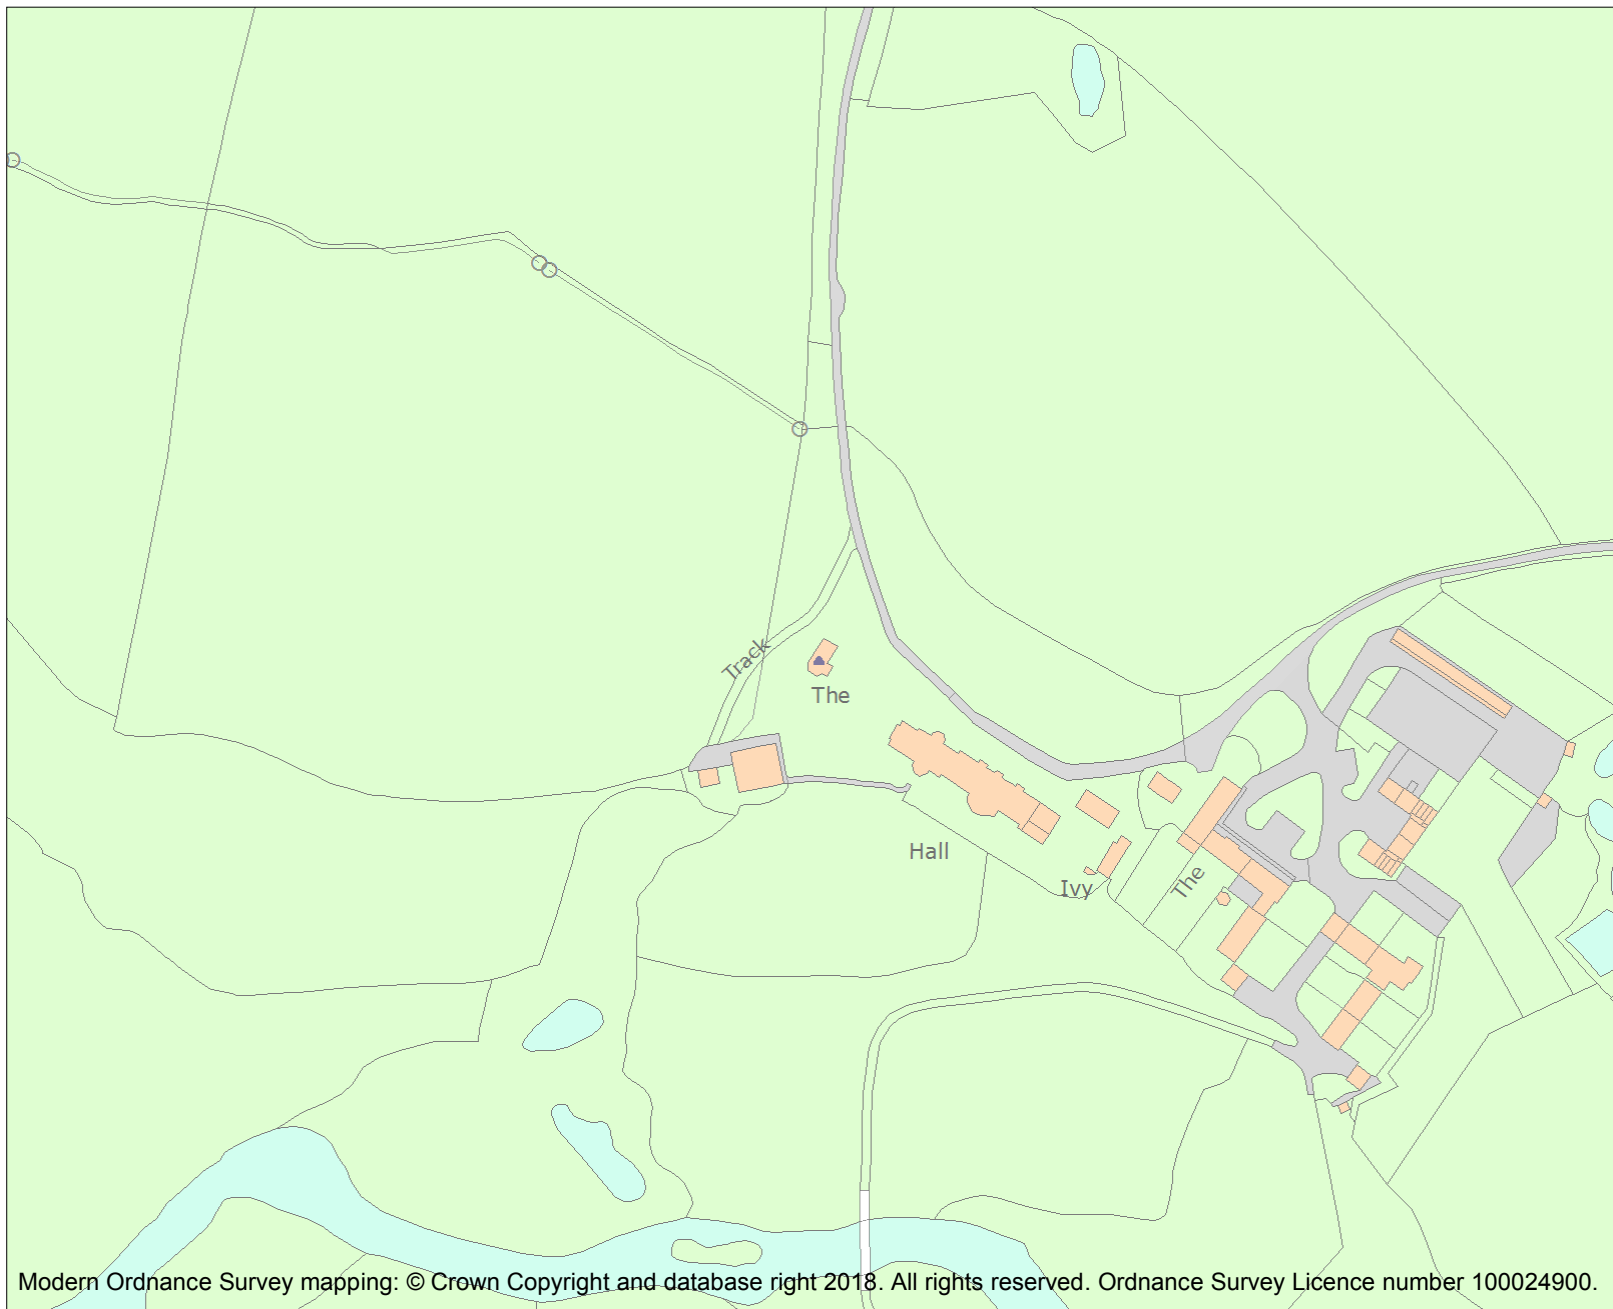 Track
The
Hall
Ivy
The
Modern Ordnance Survey mapping: © Crown Copyright and database right 2018. All rights reserved. Ordnance Survey Licence number 100024900.